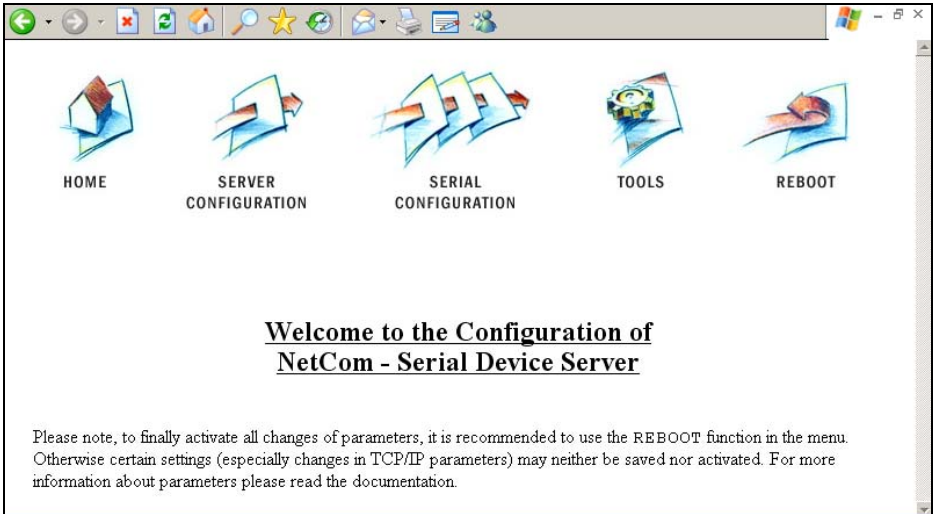 HOME
SERVER
CONFIGURATION
SERIAL
CONFIGURATION
TOOLS
REBOOT
Welcome to the Configuration of
NetCom - Serial Device Server
Please note, to finally activate all changes of parameters, it is recommended to use the REBOOT function in the menu.
Otherwise certain settings (especially changes in TCP/IP parameters) may neither be saved nor activated. For more
information about parameters please read the documentation.